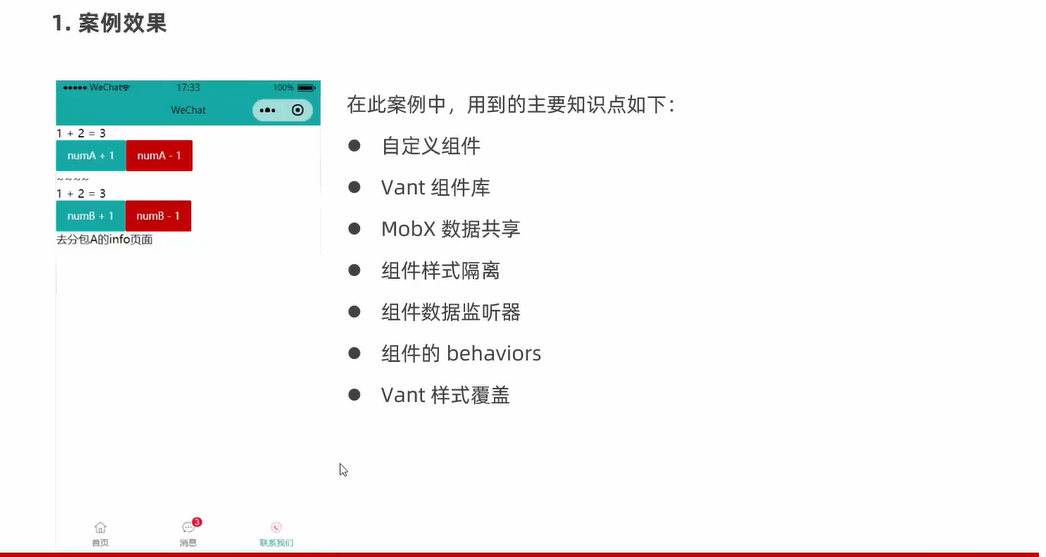 1. 案例效果
WeChat
17:33
100%
WeChat
1 + 2 = 3
numA + 1
numA - 1
~~~~
1 + 2 = 3
numB + 1
numB - 1
去分包A的info页面
首页
3
消息
联系我们
在此案例中，用到的主要知识点如下：
● 自定义组件
● Vant 组件库
● MobX 数据共享
● 组件样式隔离
● 组件数据监听器
● 组件的 behaviors
● Vant 样式覆盖